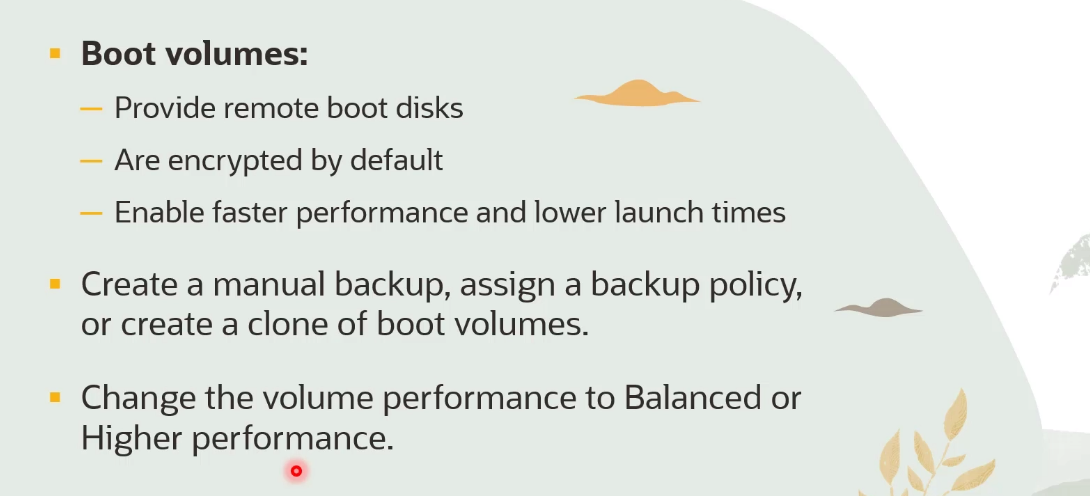 Boot volumes:
Provide remote boot disks
Are encrypted by default
Enable faster performance and lower launch times
Create a manual backup, assign a backup policy,
or create a clone of boot volumes.
Change the volume performance to Balanced or
Higher performance.